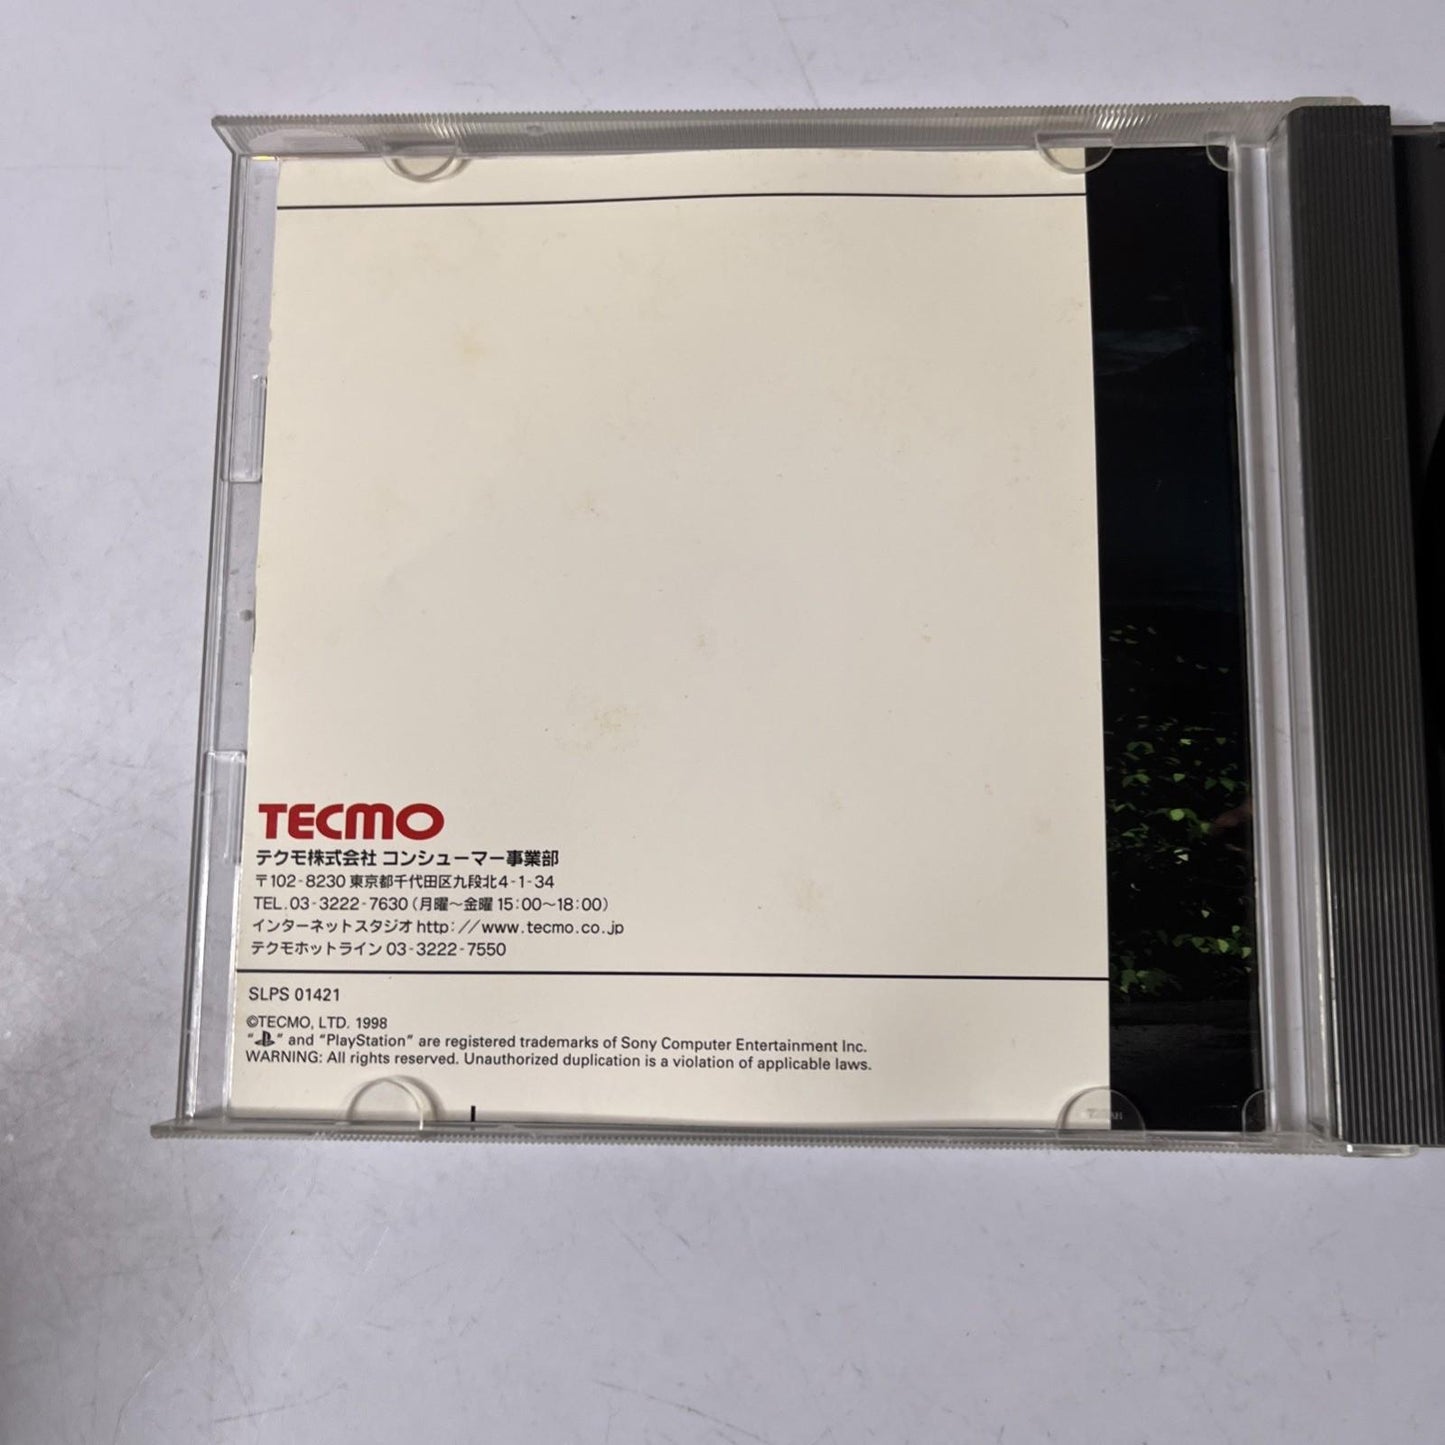 TECMO
テクモ株式会社 コンシューマー事業部
〒102-8230 東京都千代田区九段北4-1-34
TEL.03-3222-7630(月曜〜金曜 15:00〜18:00)
インターネットスタジオ http://www.tecmo.co.jp
テクモホットライン 03-3222-7550
SLPS 01421
©TECMO, LTD. 1998
" " and "PlayStation" are registered trademarks of Sony Computer Entertainment Inc.
WARNING: All rights reserved. Unauthorized duplication is a violation of applicable laws.